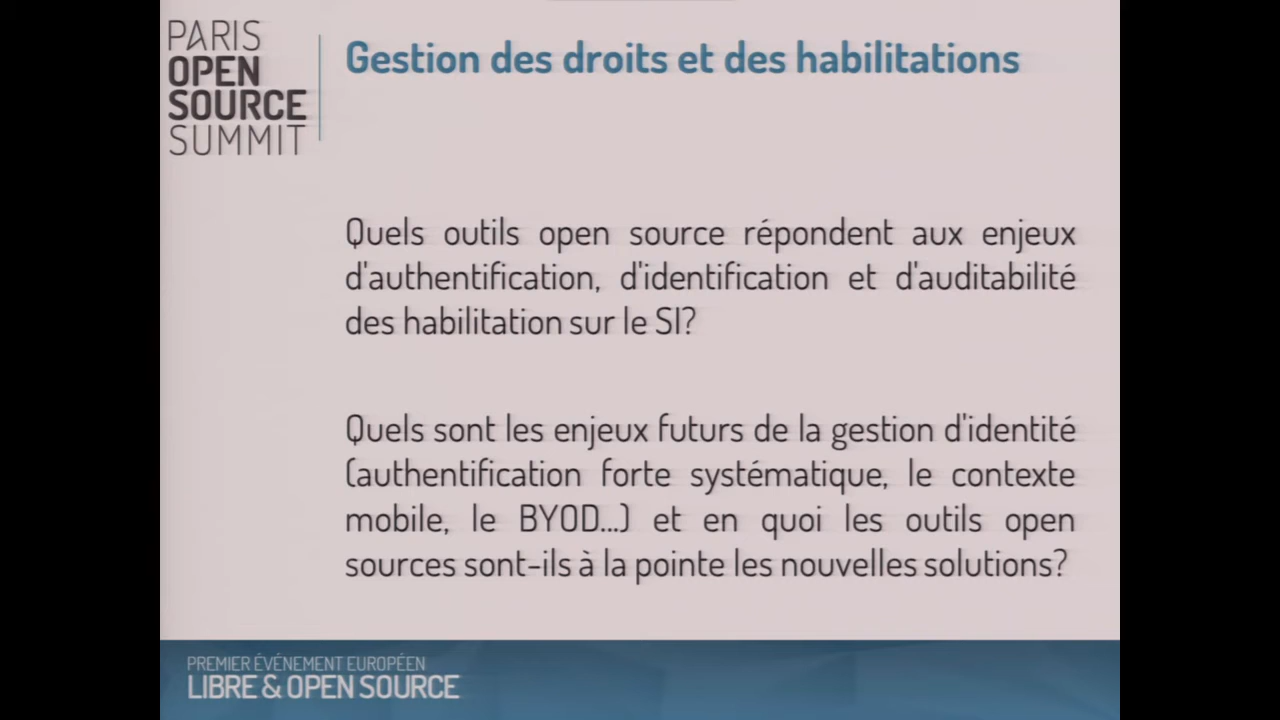 PARIS
OPEN
SOURCE
SUMMIT
Gestion des droits et des habilitations
Quels outils open source répondent aux enjeux
d'authentification, d'identification et d'auditabilité
des habilitation sur le SI?
Quels sont les enjeux futurs de la gestion d'identité
(authentification forte systématique, le contexte
mobile, le BYOD...) et en quoi les outils open
sources sont-ils à la pointe les nouvelles solutions?
PREMIER ÉVÉNEMENT EUROPÉEN
LIBRE & OPEN SOURCE